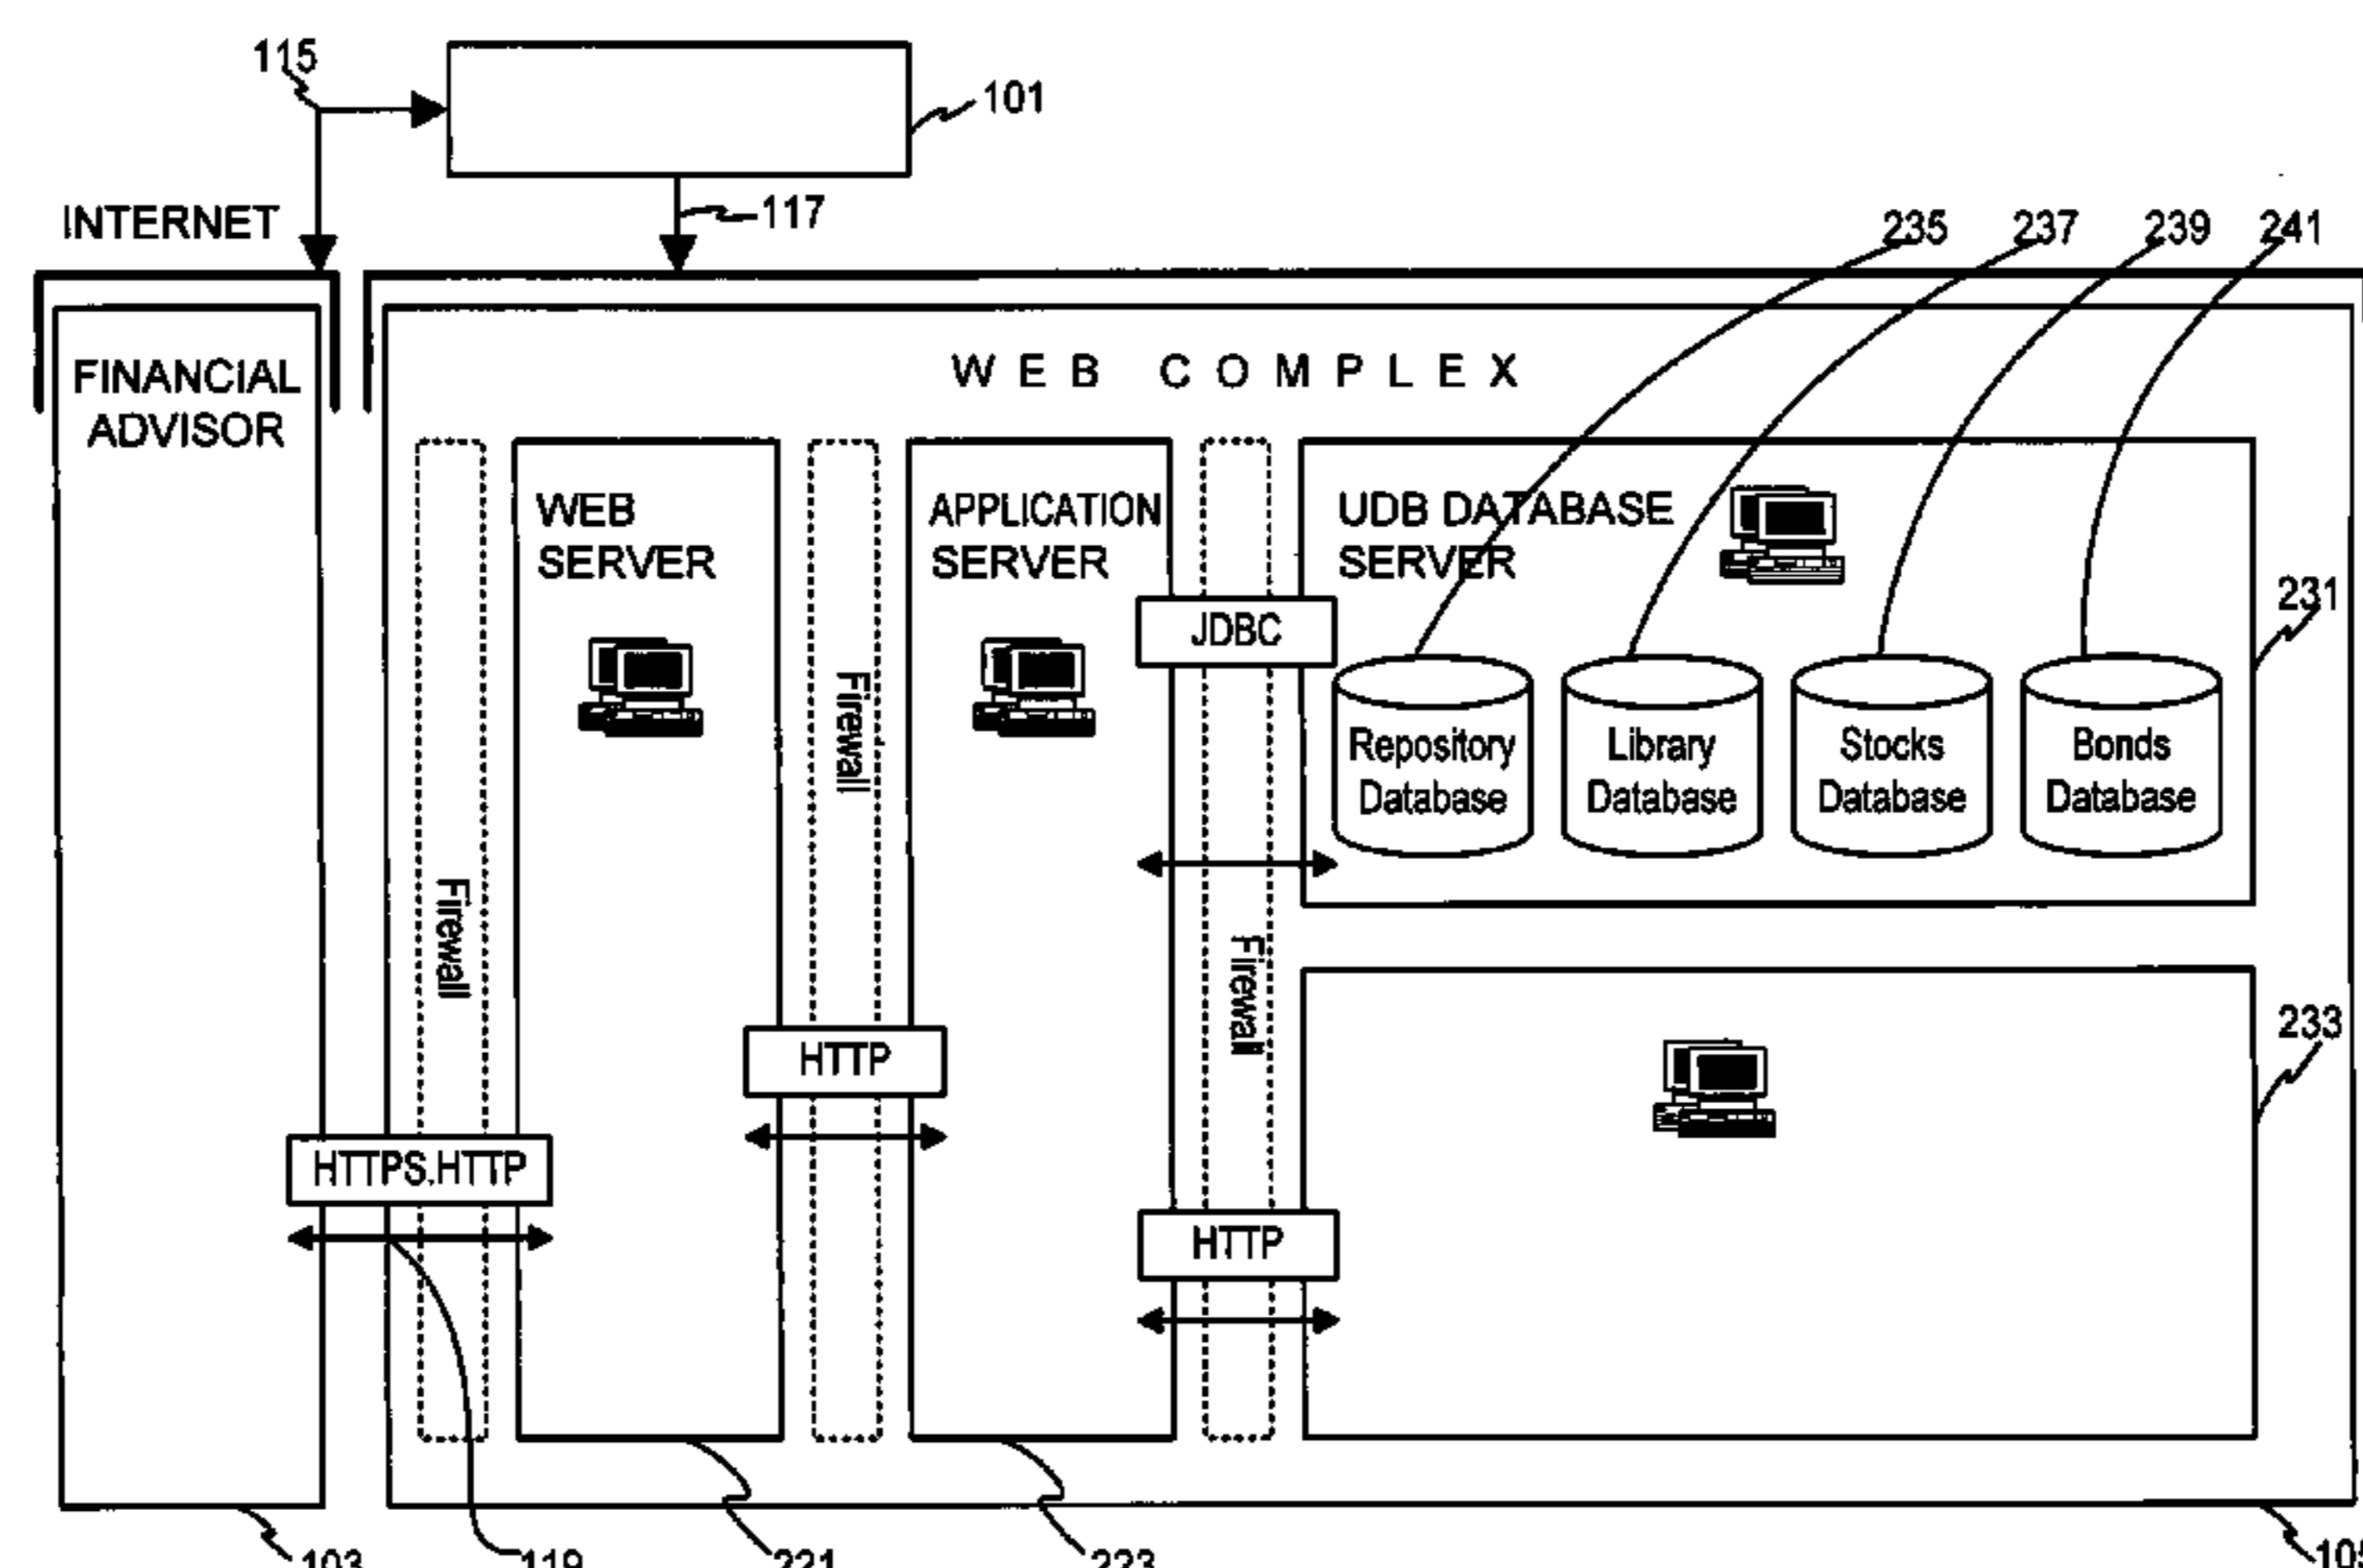 115
101
117
INTERNET
235
237
239
241
FINANCIAL
ADVISOR
WEB COMPLEX
WEB
SERVER
APPLICATION
SERVER
UDB DATABASE
SERVER
231
JDBC
Firewall
Repository
Database
Library
Database
Stocks
Database
Bonds
Database
Firewall
Firewall
233
HTTP
HTTPS.HTTP
HTTP
103
119
221
223